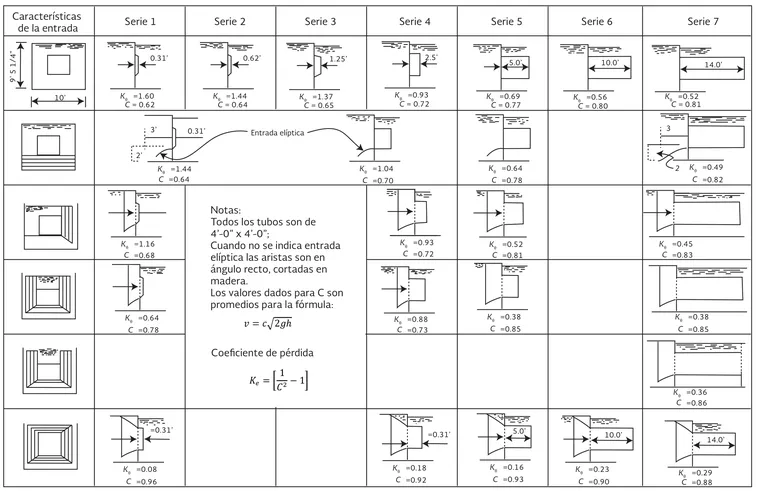 Características
de la entrada
Serie 1
Serie 2
Serie 3
Serie 4
Serie 5
Serie 6
Serie 7
9' 5 1/4"
10'
0.31'
Ke =1.60
C = 0.62
0.62'
Ke =1.44
C = 0.64
1.25'
Ke =1.37
C = 0.65
2.5'
Ke =0.93
C = 0.72
5.0'
Ke =0.69
C = 0.77
10.0'
Ke =0.56
C = 0.80
14.0'
Ke =0.52
C = 0.81
3'
0.31'
2'
Ke =1.44
C =0.64
Entrada elíptica
Ke =1.04
C =0.70
Ke =0.64
C =0.78
3
2
Ke =0.49
C =0.82
Ke =1.16
C =0.68
Notas:
Todos los tubos son de
4'-0" x 4'-0";
Cuando no se indica entrada
elíptica las aristas son en
ángulo recto, cortadas en
madera.
Los valores dados para C son
promedios para la fórmula:
v = c√2gh
Coeficiente de pérdida
Ke = [1/C² − 1]
Ke =0.93
C =0.72
Ke =0.52
C =0.81
Ke =0.45
C =0.83
Ke =0.64
C =0.78
Ke =0.88
C =0.73
Ke =0.38
C =0.85
Ke =0.38
C =0.85
Ke =0.36
C =0.86
=0.31'
Ke =0.08
C =0.96
=0.31'
Ke =0.18
C =0.92
5.0'
Ke =0.16
C =0.93
10.0'
Ke =0.23
C =0.90
14.0'
Ke =0.29
C =0.88